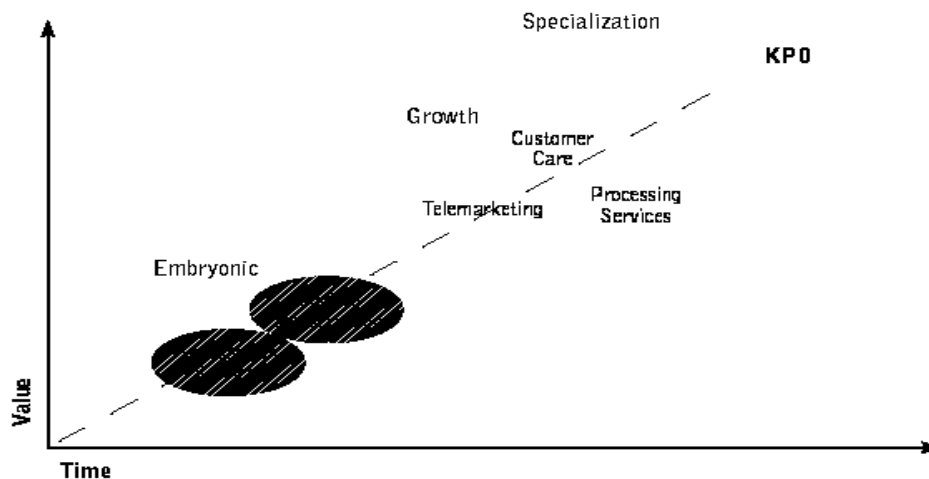 Specialization
KPO
Growth
Customer
Care
Processing
Services
Telemarketing
Embryonic
Value
Time